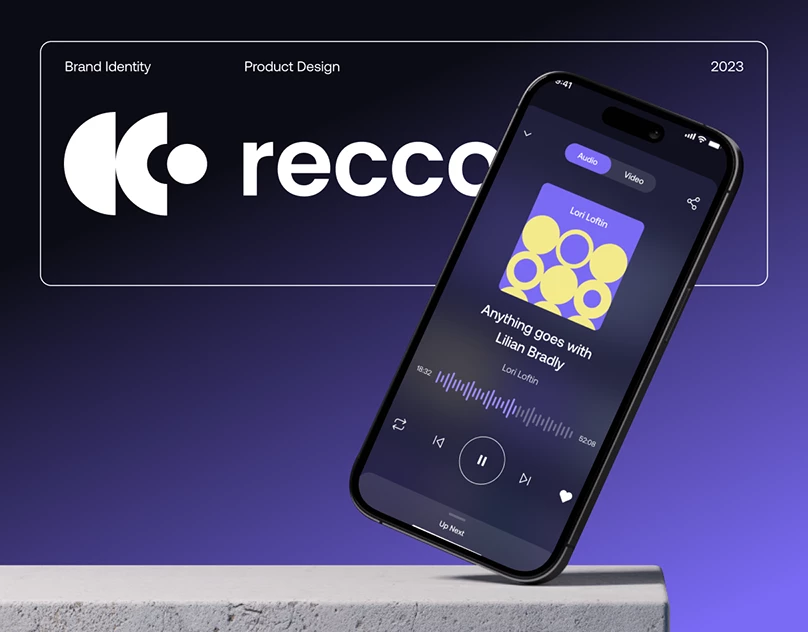 Brand Identity
Product Design
2023
recco
9:41
Audio
Video
Lori Loftin
Anything goes with
Lilian Bradly
Lori Loftin
18:32
52:08
Up Next